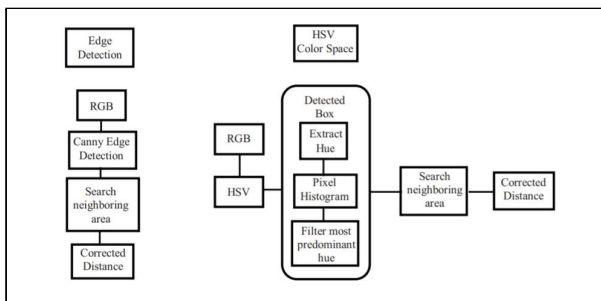 Edge
Detection
RGB
Canny Edge
Detection
Search
neighboring
area
Corrected
Distance
HSV
Color Space
RGB
HSV
Detected
Box
Extract
Hue
Pixel
Histogram
Filter most
predominant
hue
Search
neighboring
area
Corrected
Distance